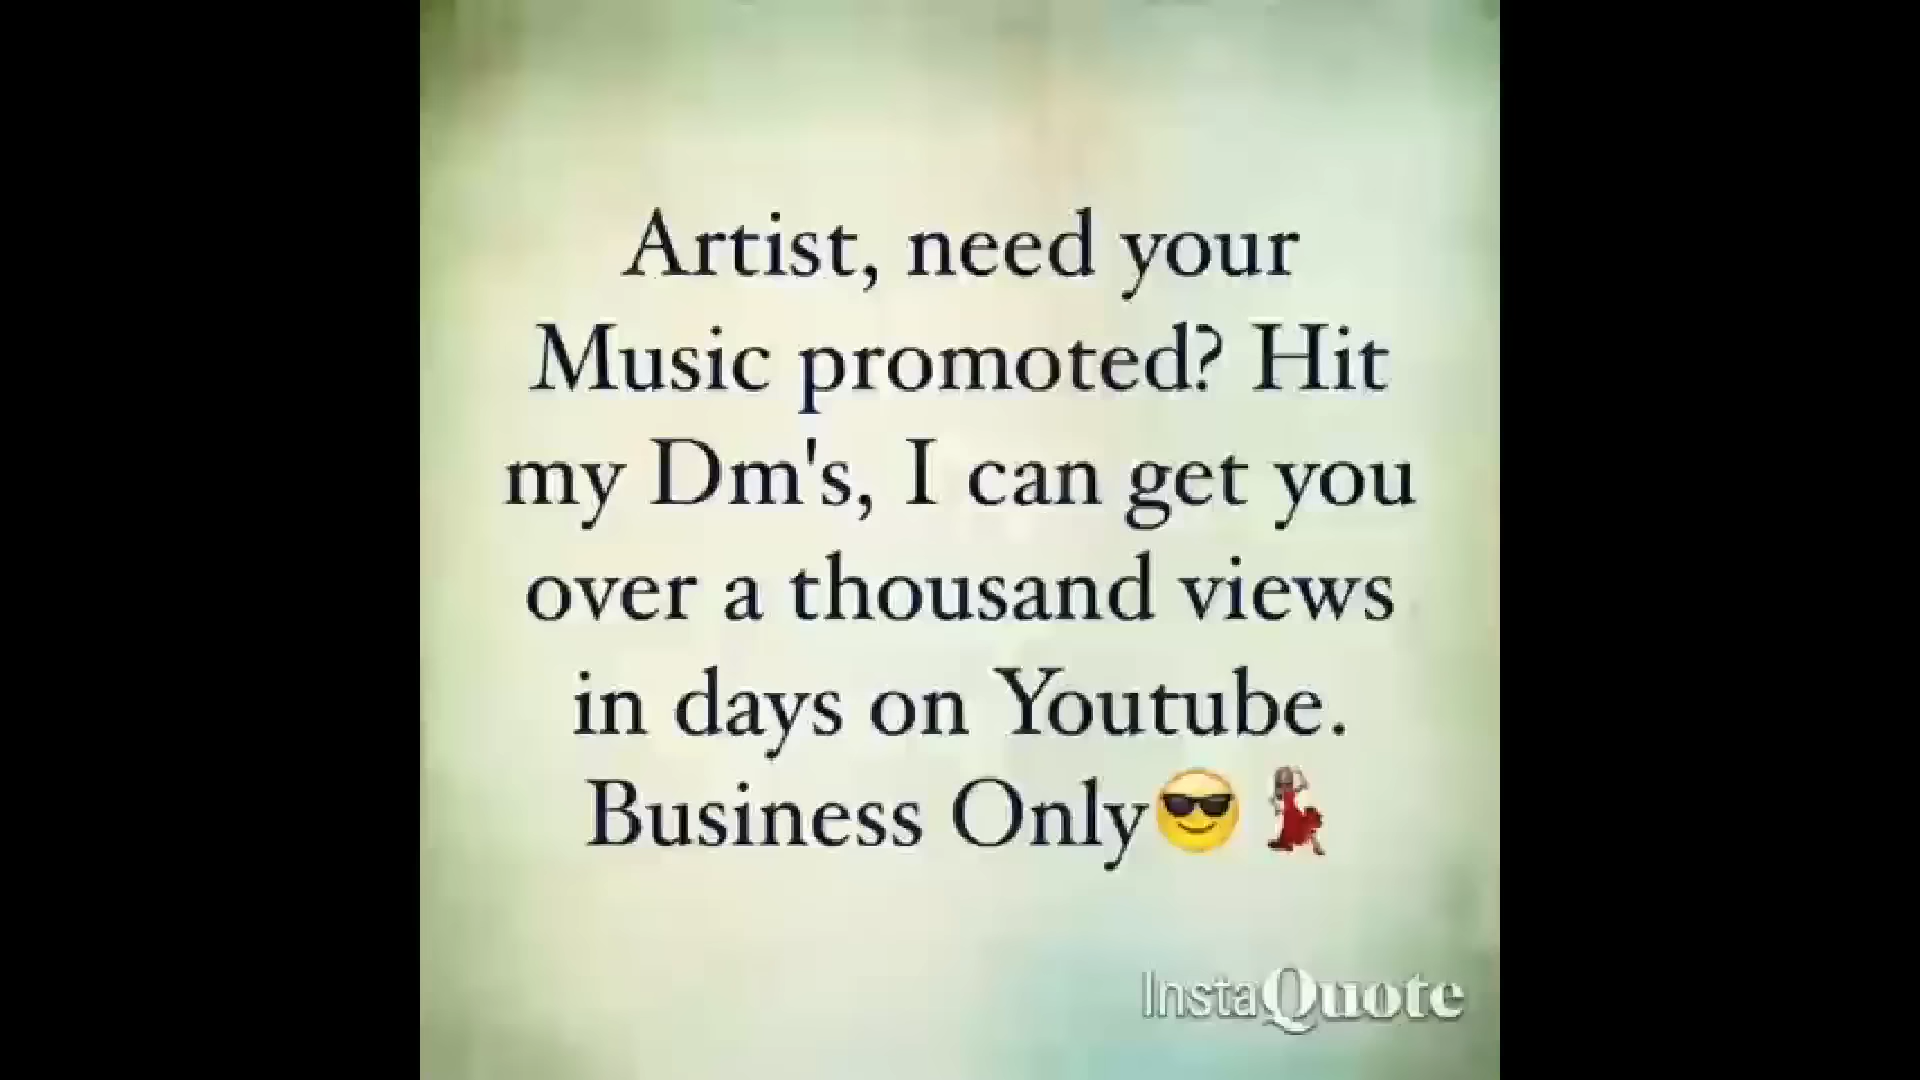 Artist, need your
Music promoted? Hit
my Dm's, I can get you
over a thousand views
in days on Youtube.
Business Only😎💃
InstaQuote